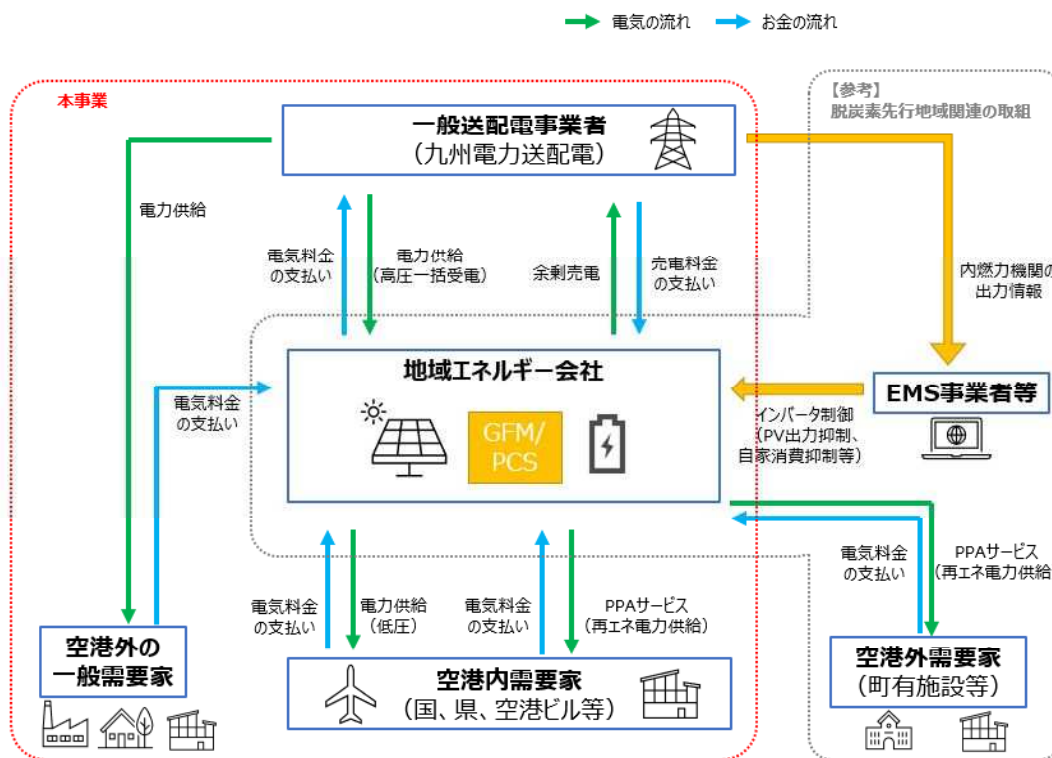 電気の流れ
お金の流れ
本事業
【参考】
脱炭素先行地域関連の取組
一般送配電事業者
（九州電力送配電）
電力供給
電気料金
の支払い
電力供給
（高圧一括受電）
余剰売電
売電料金
の支払い
内燃力機関の
出力情報
地域エネルギー会社
GFM/
PCS
EMS事業者等
インバータ制御
（PV出力抑制、
自家消費抑制等）
電気料金
の支払い
電気料金
の支払い
電力供給
（低圧）
電気料金
の支払い
PPAサービス
（再エネ電力供給）
電気料金
の支払い
PPAサービス
（再エネ電力供給
空港外の
一般需要家
空港内需要家
（国、県、空港ビル等）
空港外需要家
（町有施設等）